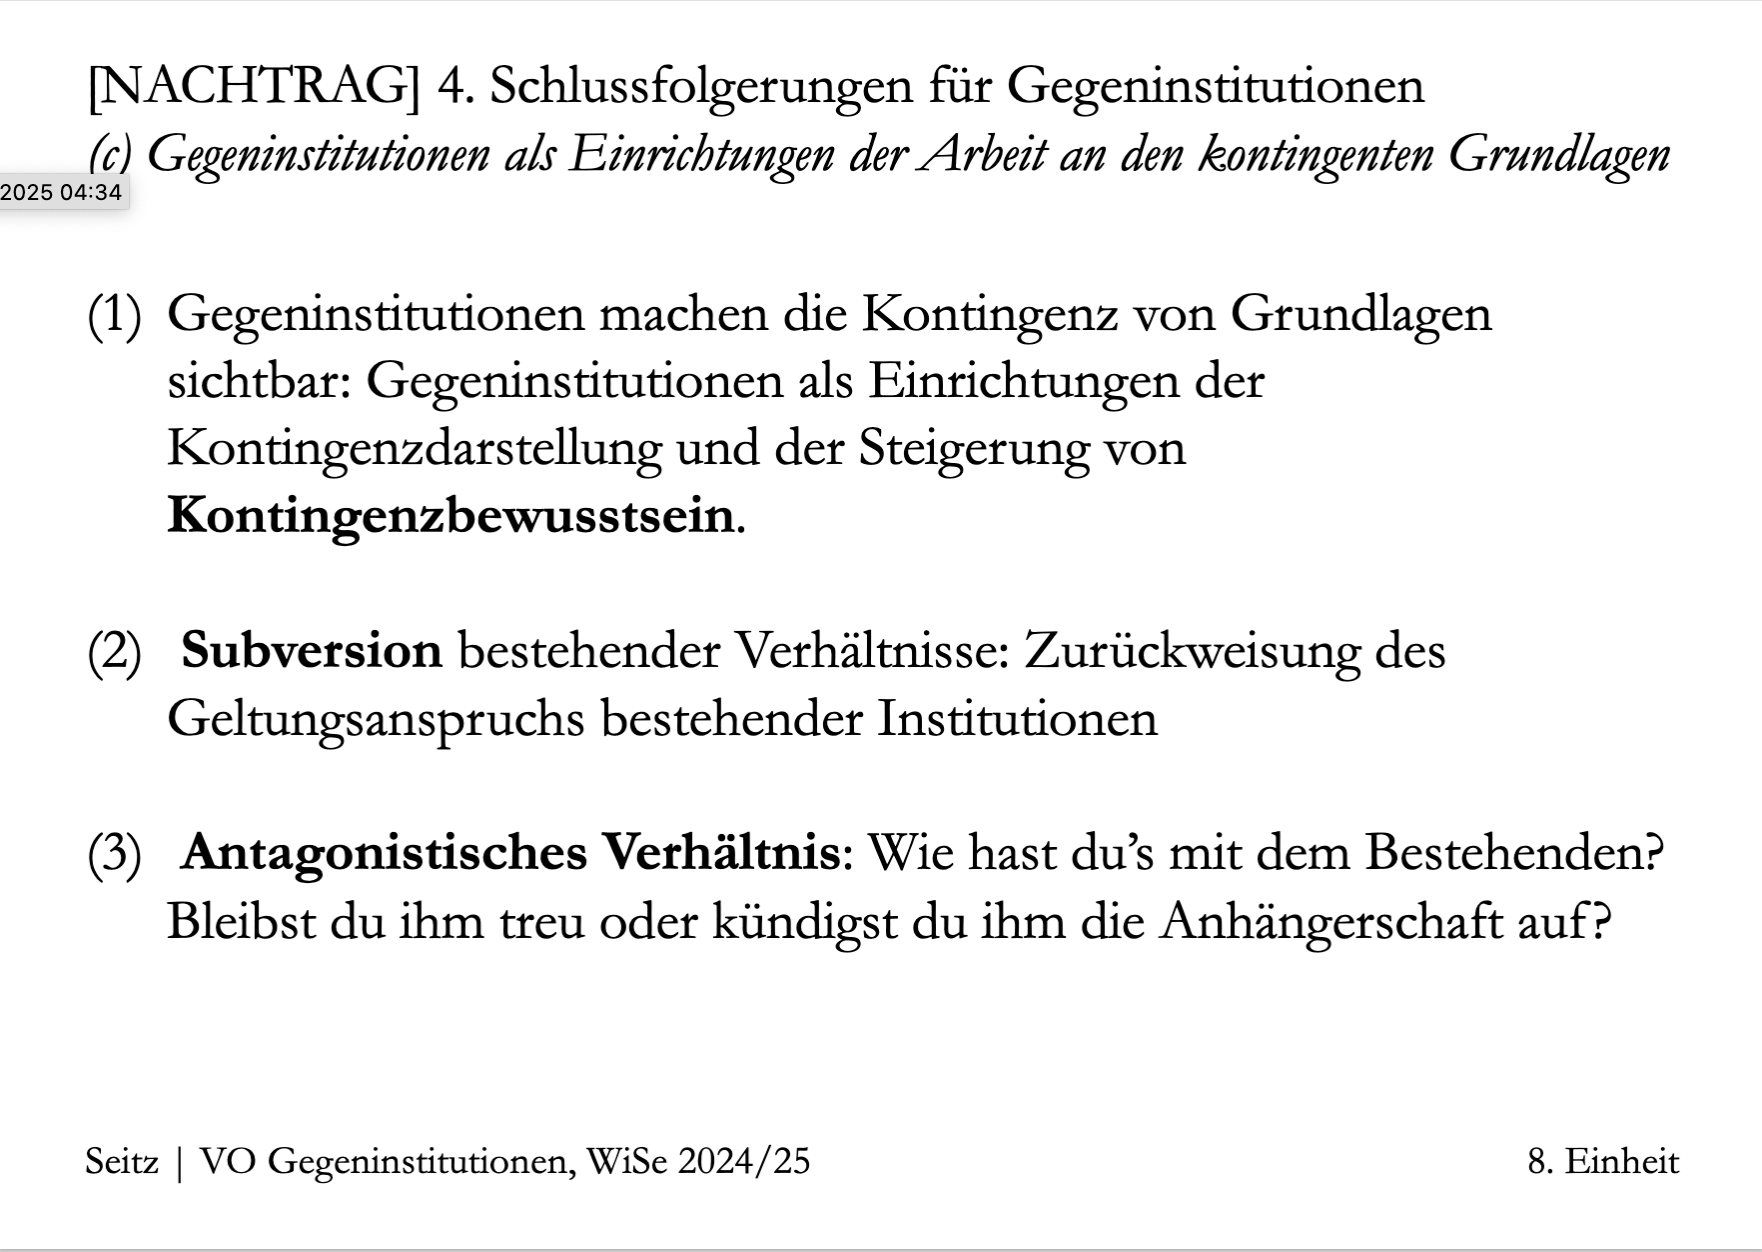 [NACHTRAG] 4. Schlussfolgerungen für Gegeninstitutionen
(c) Gegeninstitutionen als Einrichtungen der Arbeit an den kontingenten Grundlagen
2025 04:34
(1) Gegeninstitutionen machen die Kontingenz von Grundlagen
sichtbar: Gegeninstitutionen als Einrichtungen der
Kontingenzdarstellung und der Steigerung von
Kontingenzbewusstsein.
(2) Subversion bestehender Verhältnisse: Zurückweisung des
Geltungsanspruchs bestehender Institutionen
(3) Antagonistisches Verhältnis: Wie hast du’s mit dem Bestehenden?
Bleibst du ihm treu oder kündigst du ihm die Anhängerschaft auf?
Seitz | VO Gegeninstitutionen, WiSe 2024/25
8. Einheit